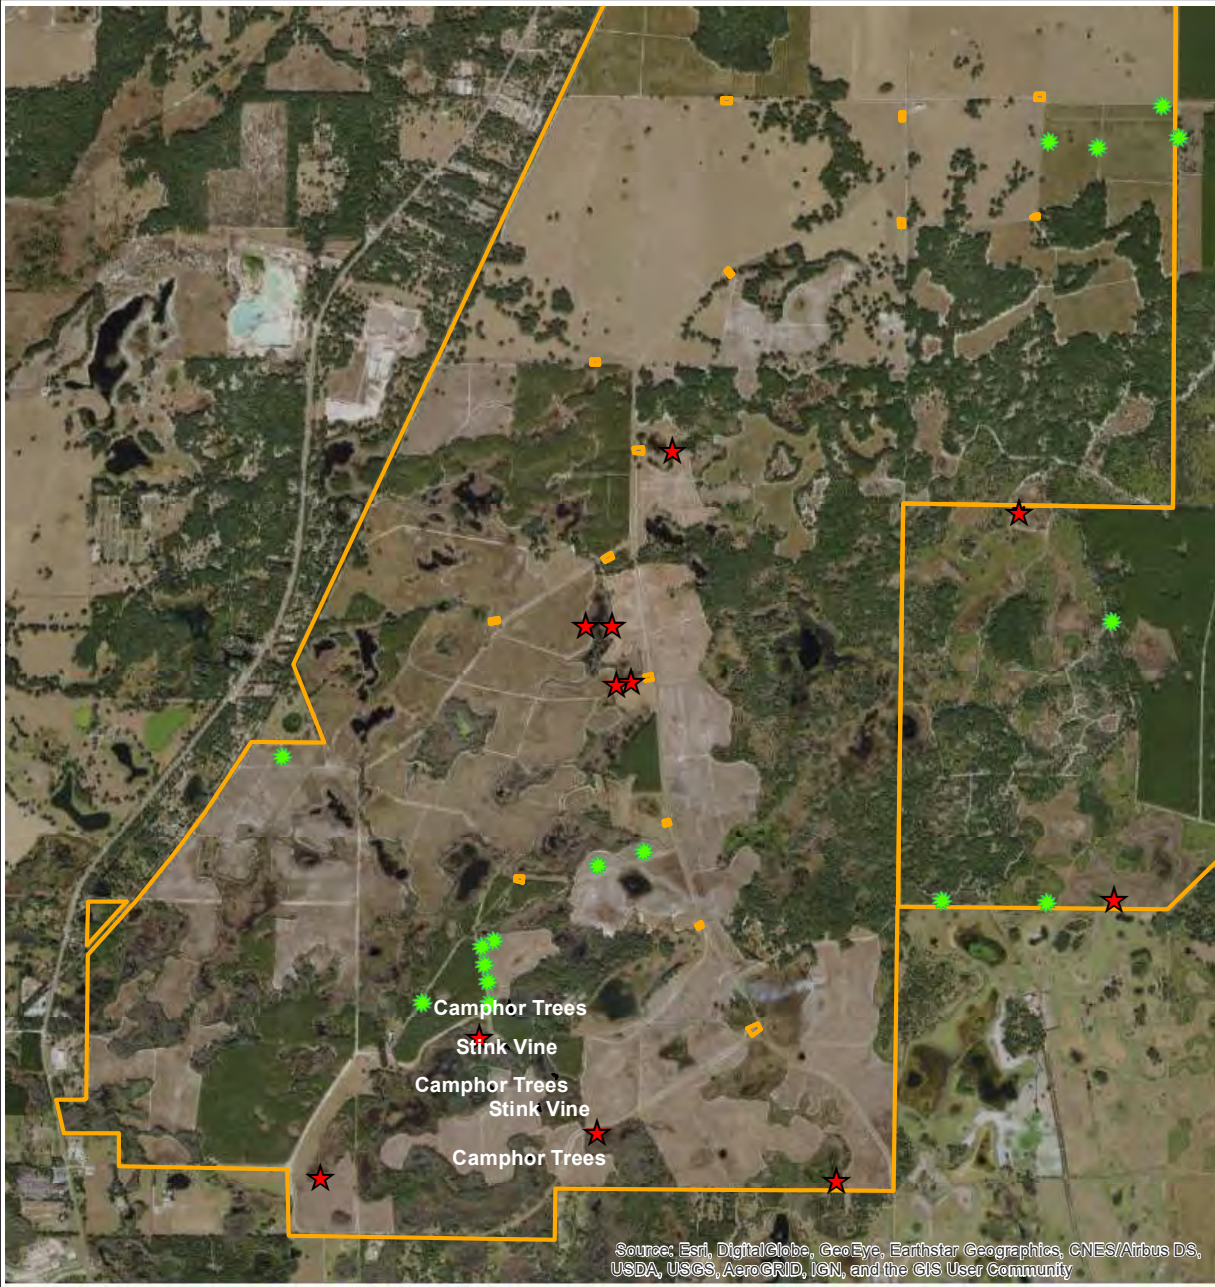 Camphor Trees
Stink Vine
Camphor Trees
Stink Vine
Camphor Trees
Source: Esri, DigitalGlobe, GeoEye, Earthstar Geographics, CNES/Airbus DS,
USDA, USGS, AeroGRID, IGN, and the GIS User Community